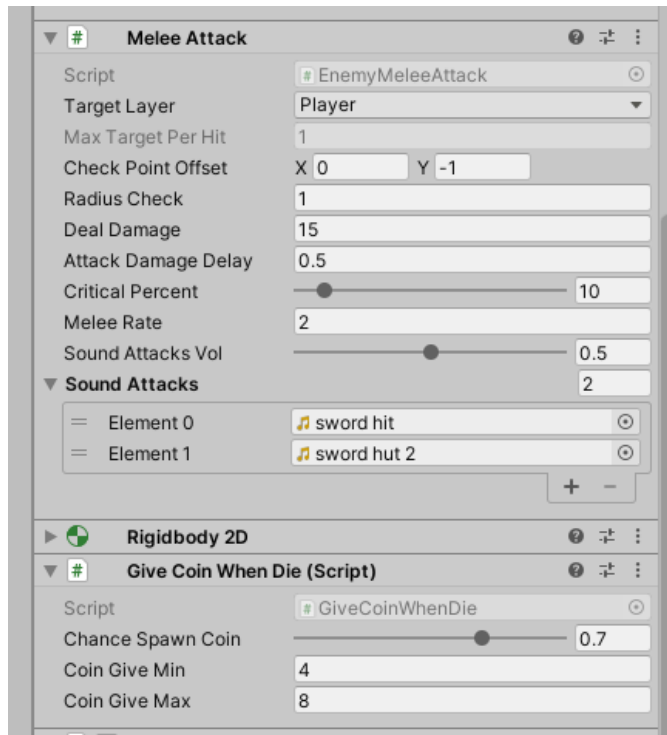 Melee Attack
Script EnemyMeleeAttack
Target Layer Player
Max Target Per Hit 1
Check Point Offset X 0 Y -1
Radius Check 1
Deal Damage 15
Attack Damage Delay 0.5
Critical Percent 10
Melee Rate 2
Sound Attacks Vol 0.5
Sound Attacks 2
Element 0 sword hit
Element 1 sword hut 2
+ −
Rigidbody 2D
Give Coin When Die (Script)
Script GiveCoinWhenDie
Chance Spawn Coin 0.7
Coin Give Min 4
Coin Give Max 8